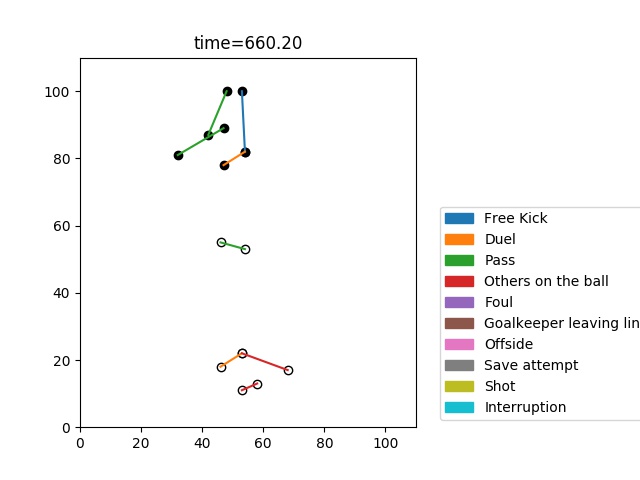 time=660.20
100
80
60
40
20
0
0 20 40 60 80 100
Free Kick
Duel
Pass
Others on the ball
Foul
Goalkeeper leaving lin
Offside
Save attempt
Shot
Interruption